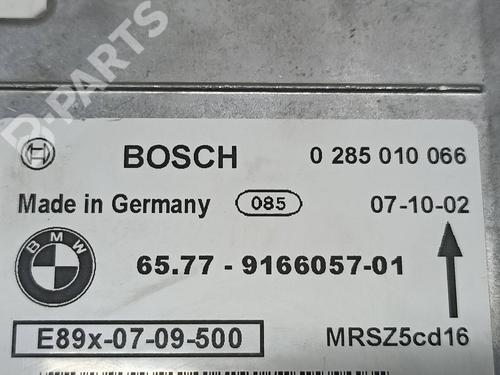 B-PARTS
BOSCH 0 285 010 066
Made in Germany 085 07-10-02
BMW 65.77 - 9166057-01
E89x-07-09-500 MRSZ5cd16